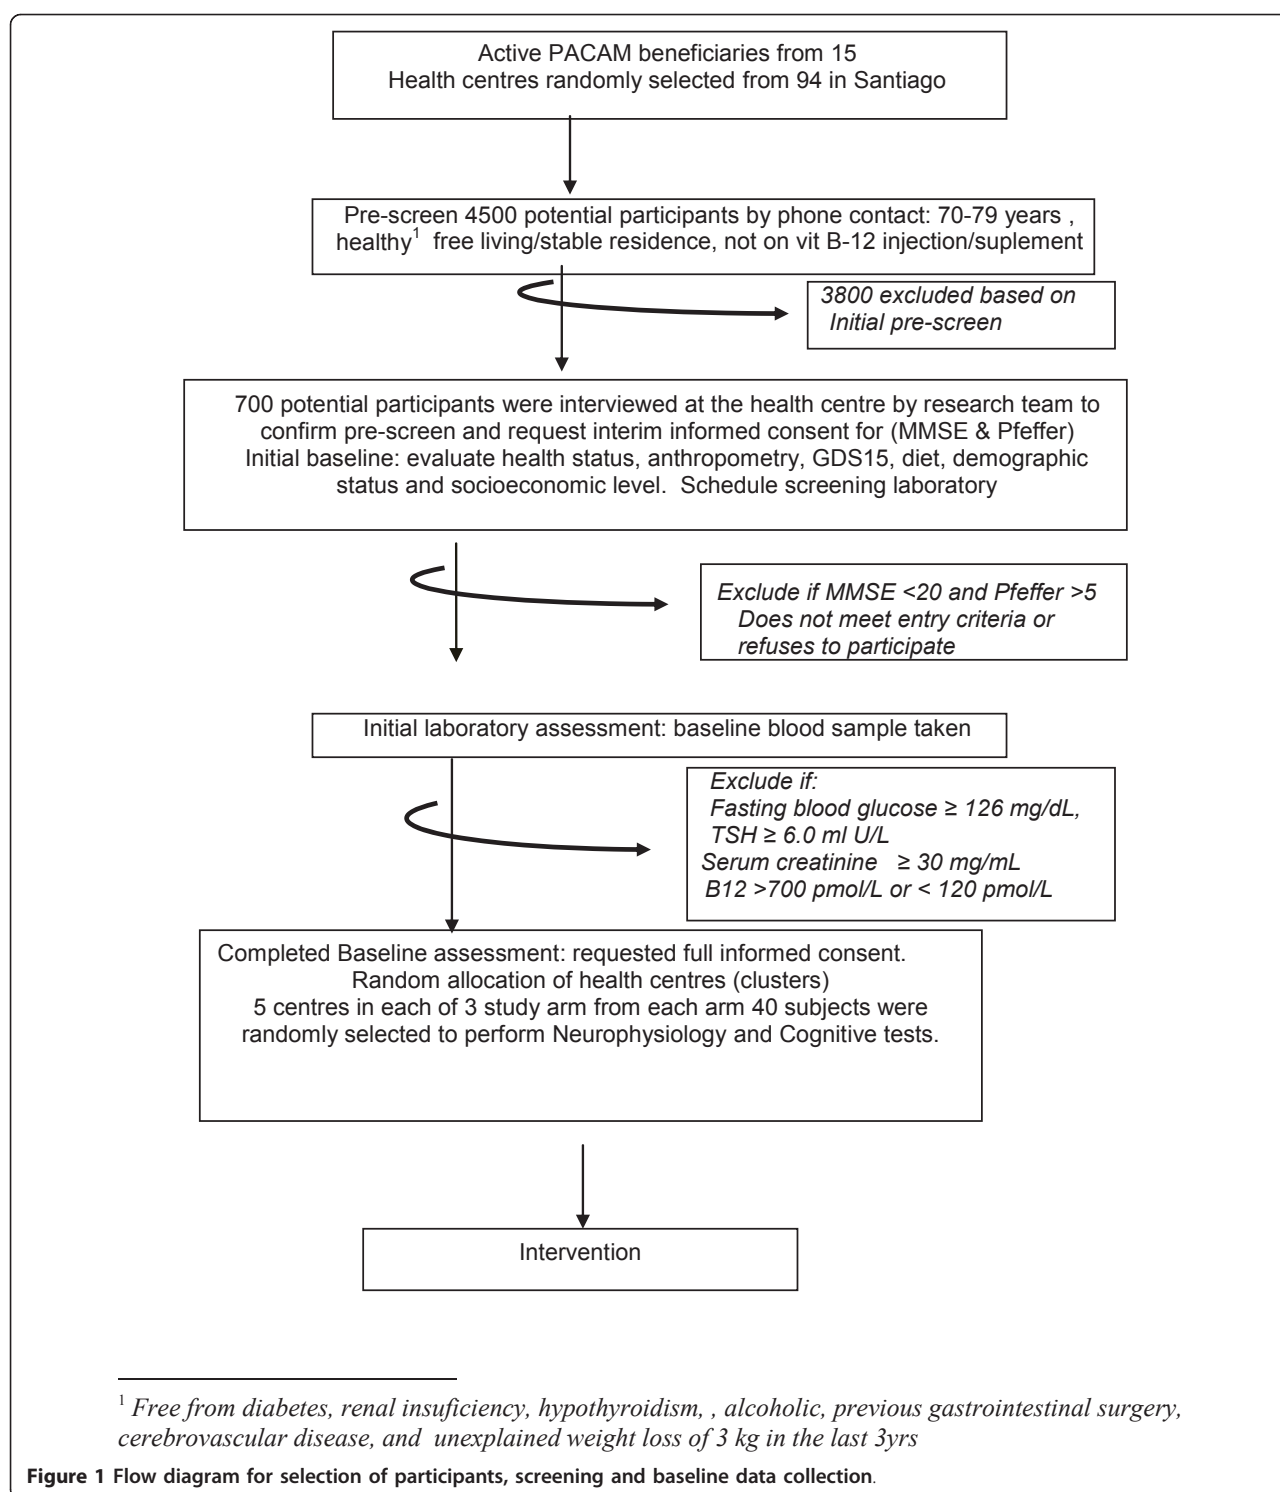 Active PACAM beneficiaries from 15
Health centres randomly selected from 94 in Santiago
Pre-screen 4500 potential participants by phone contact: 70-79 years ,
healthy¹ free living/stable residence, not on vit B-12 injection/suplement
3800 excluded based on
Initial pre-screen
700 potential participants were interviewed at the health centre by research team to
confirm pre-screen and request interim informed consent for (MMSE & Pfeffer)
Initial baseline: evaluate health status, anthropometry, GDS15, diet, demographic
status and socioeconomic level. Schedule screening laboratory
Exclude if MMSE <20 and Pfeffer >5
Does not meet entry criteria or
refuses to participate
Initial laboratory assessment: baseline blood sample taken
Exclude if:
Fasting blood glucose ≥ 126 mg/dL,
TSH ≥ 6.0 ml U/L
Serum creatinine ≥ 30 mg/mL
B12 >700 pmol/L or < 120 pmol/L
Completed Baseline assessment: requested full informed consent.
Random allocation of health centres (clusters)
5 centres in each of 3 study arm from each arm 40 subjects were
randomly selected to perform Neurophysiology and Cognitive tests.
Intervention
¹ Free from diabetes, renal insuficiency, hypothyroidism, , alcoholic, previous gastrointestinal surgery,
cerebrovascular disease, and unexplained weight loss of 3 kg in the last 3yrs
Figure 1 Flow diagram for selection of participants, screening and baseline data collection.